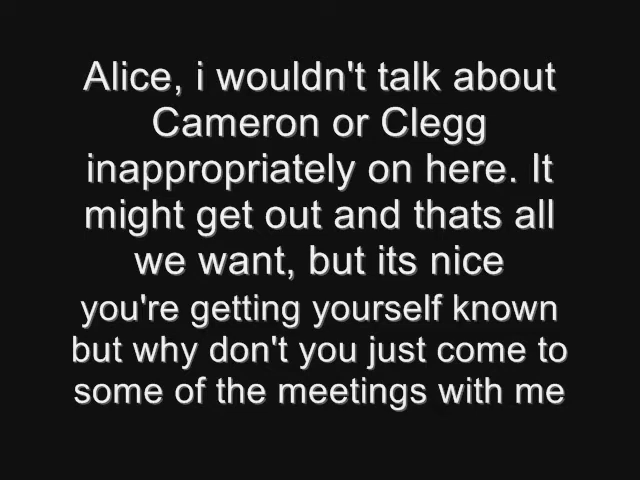 Alice, i wouldn't talk about
Cameron or Clegg
inappropriately on here. It
might get out and thats all
we want, but its nice
you're getting yourself known
but why don't you just come to
some of the meetings with me